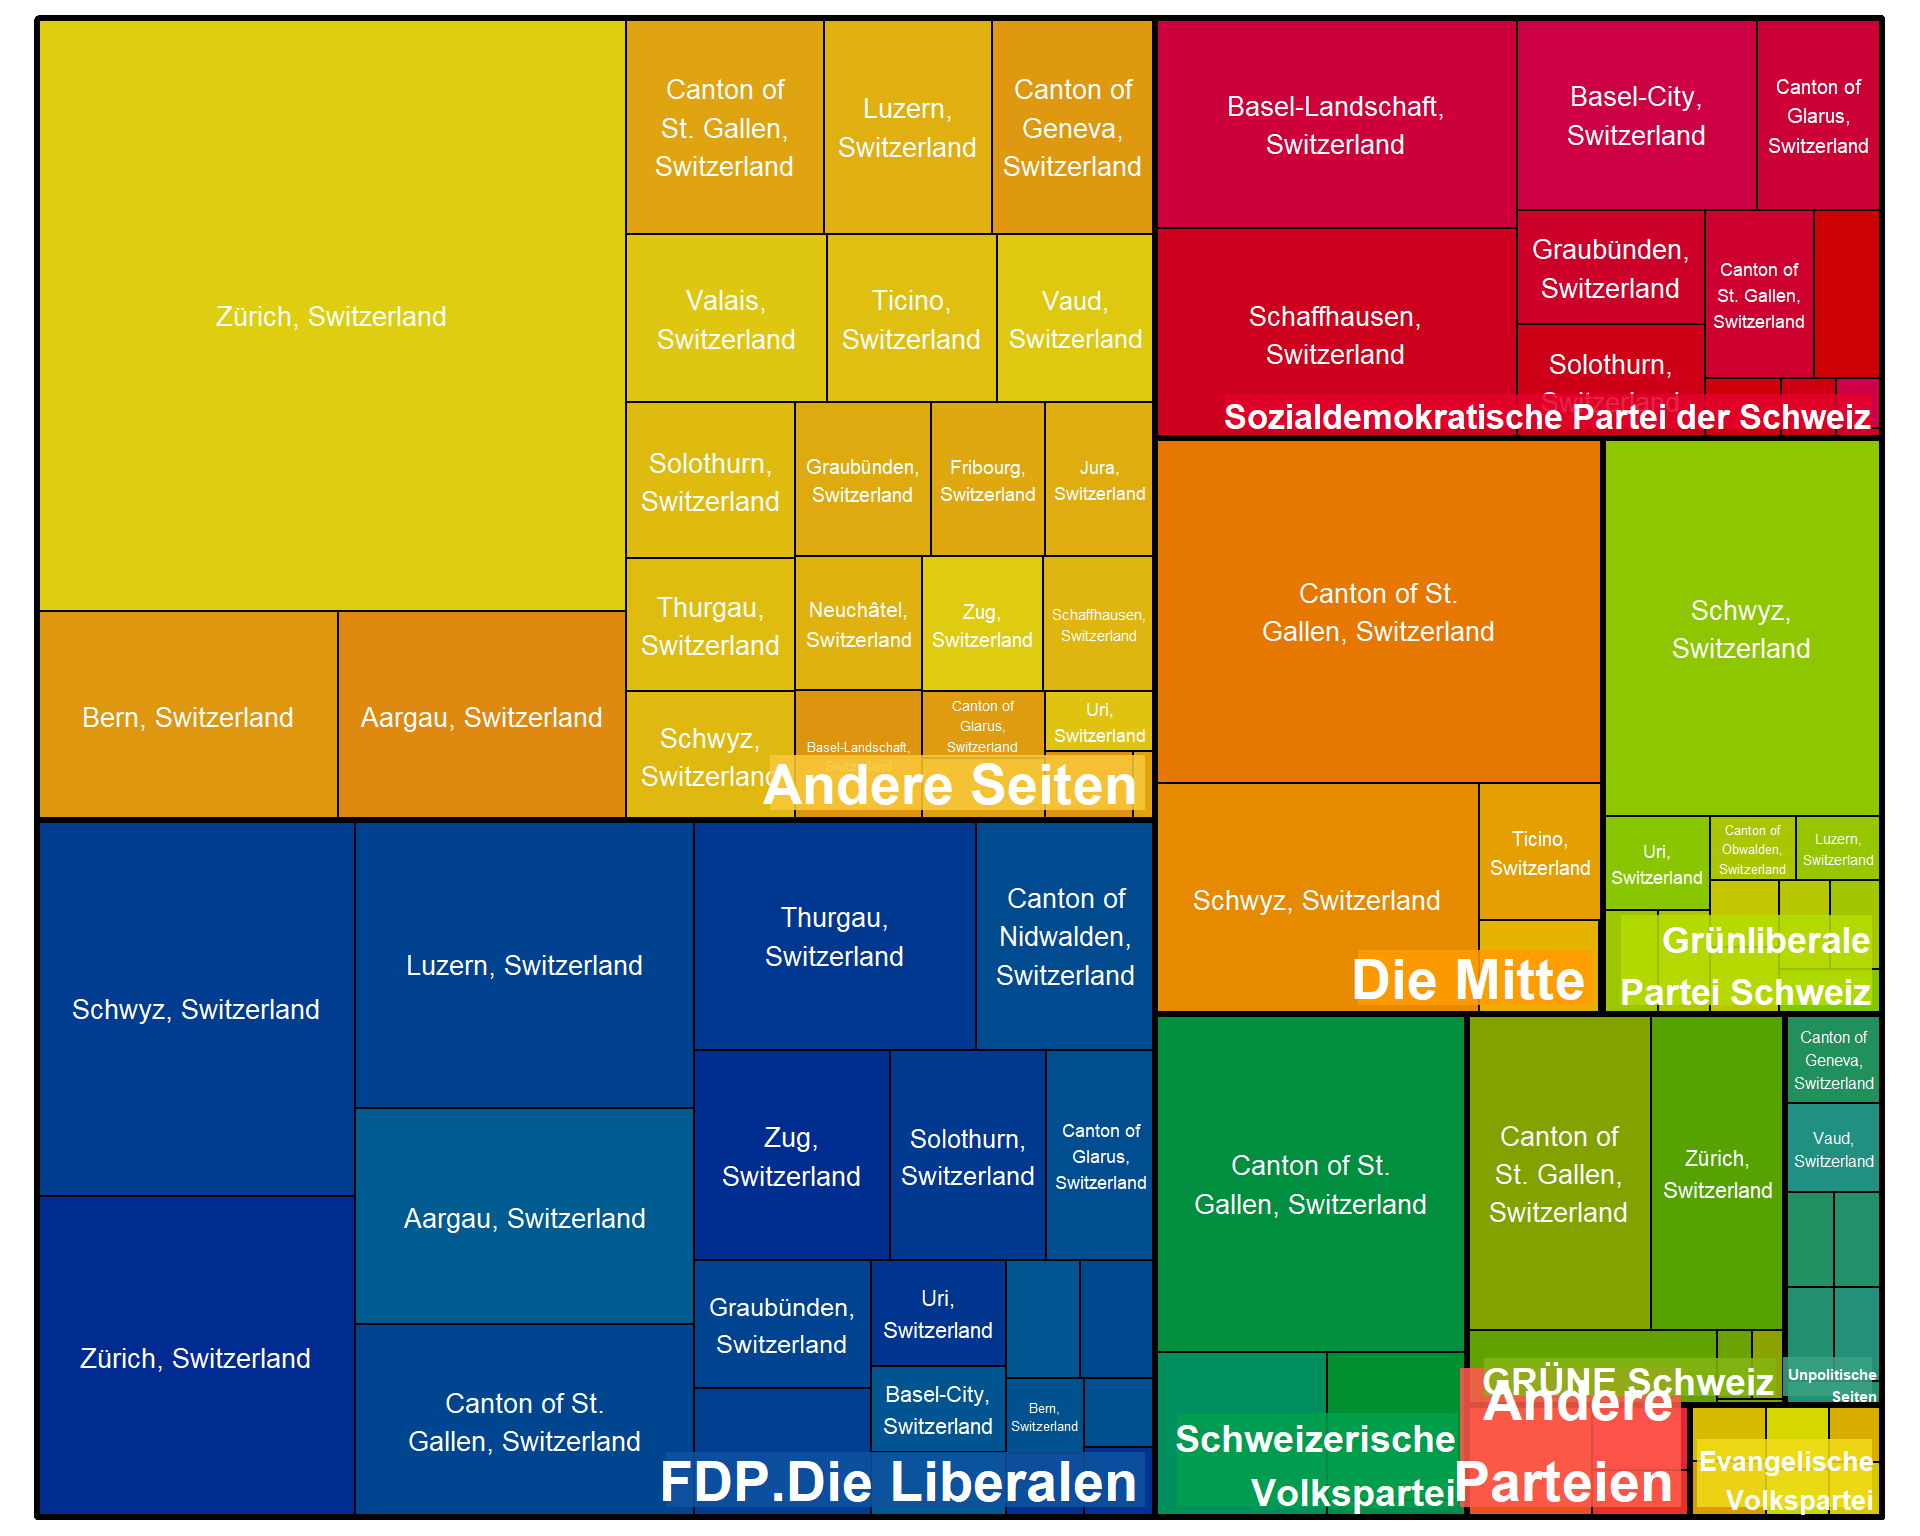 Zürich, Switzerland
Bern, Switzerland
Aargau, Switzerland
Canton of
St. Gallen,
Switzerland
Luzern,
Switzerland
Canton of
Geneva,
Switzerland
Valais,
Switzerland
Ticino,
Switzerland
Vaud,
Switzerland
Solothurn,
Switzerland
Graubünden,
Switzerland
Fribourg,
Switzerland
Jura,
Switzerland
Thurgau,
Switzerland
Neuchâtel,
Switzerland
Zug,
Switzerland
Schaffhausen,
Switzerland
Schwyz,
Switzerland
Basel-Landschaft,
Switzerland
Canton of
Glarus,
Switzerland
Uri,
Switzerland
Andere Seiten
Schwyz, Switzerland
Zürich, Switzerland
Luzern, Switzerland
Aargau, Switzerland
Canton of St.
Gallen, Switzerland
Thurgau,
Switzerland
Canton of
Nidwalden,
Switzerland
Zug,
Switzerland
Solothurn,
Switzerland
Canton of
Glarus,
Switzerland
Graubünden,
Switzerland
Uri,
Switzerland
Basel-City,
Switzerland
Bern,
Switzerland
FDP.Die Liberalen
Basel-Landschaft,
Switzerland
Schaffhausen,
Switzerland
Basel-City,
Switzerland
Canton of
Glarus,
Switzerland
Graubünden,
Switzerland
Canton of
St. Gallen,
Switzerland
Solothurn,
Switzerland
Sozialdemokratische Partei der Schweiz
Canton of St.
Gallen, Switzerland
Schwyz, Switzerland
Ticino,
Switzerland
Die Mitte
Schwyz,
Switzerland
Uri,
Switzerland
Canton of
Obwalden,
Switzerland
Luzern,
Switzerland
Grünliberale
Partei Schweiz
Canton of St.
Gallen, Switzerland
Schweizerische
Volkspartei
Canton of
St. Gallen,
Switzerland
Zürich,
Switzerland
GRÜNE Schweiz
Canton of
Geneva,
Switzerland
Vaud,
Switzerland
Unpolitische
Seiten
Andere
Parteien
Evangelische
Volkspartei